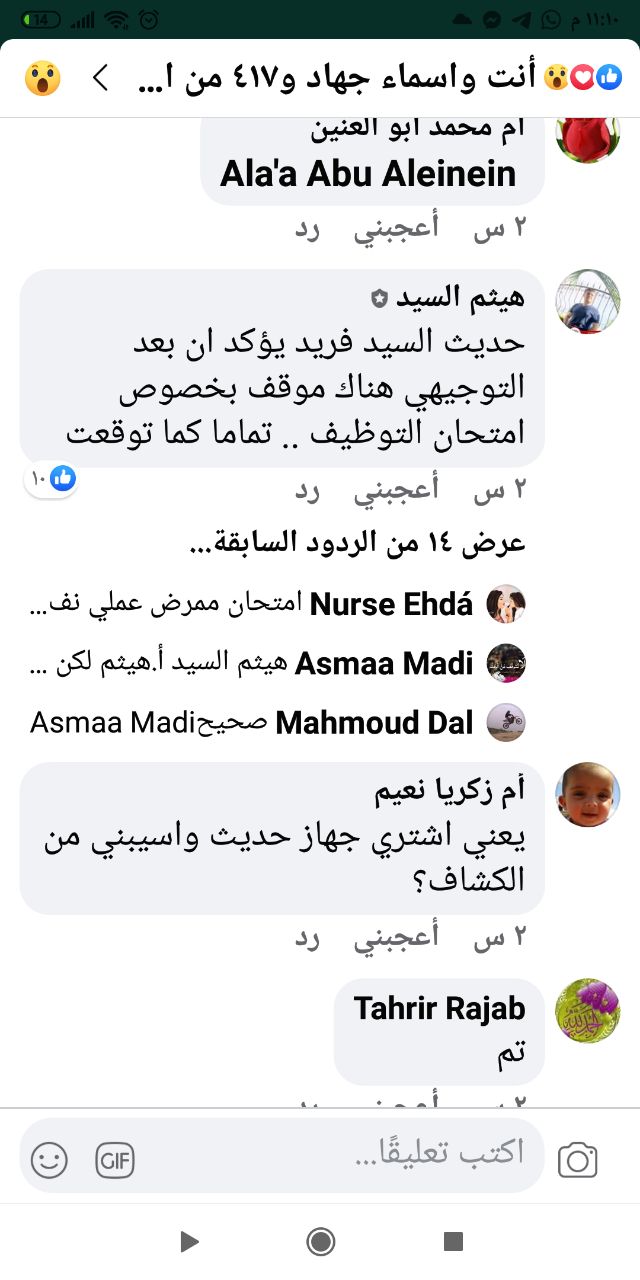 ١١:١٠ م
14
أنت واسماء جهاد و٤١٧ من ا...
ام محمد ابو العنين
Ala'a Abu Aleinein
٢ س أعجبني رد
هيثم السيد
حديث السيد فريد يؤكد ان بعد
التوجيهي هناك موقف بخصوص
امتحان التوظيف .. تماما كما توقعت
١٠
٢ س أعجبني رد
عرض ١٤ من الردود السابقة...
Nurse Ehdá امتحان ممرض عملي نف...
Asmaa Madi هيثم السيد أ.هيثم لكن ...
Mahmoud Dal صحيحAsmaa Madi
أم زكريا نعيم
يعني اشتري جهاز حديث واسيبني من
الكشاف؟
٢ س أعجبني رد
Tahrir Rajab
تم
٢ س أعجبني رد
اكتب تعليقًا...
GIF